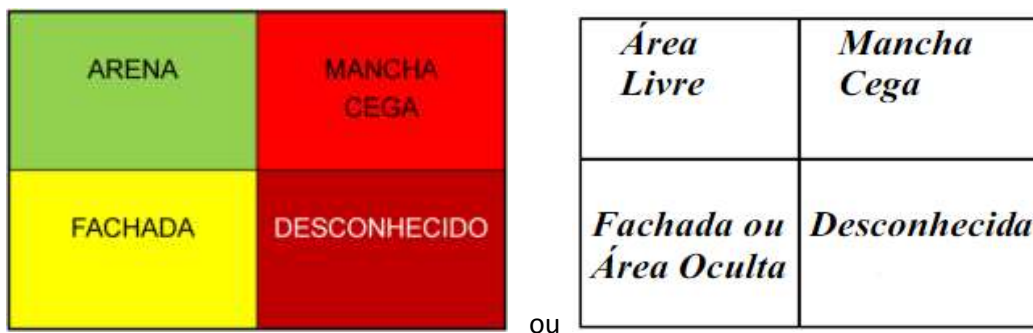 ARENA
MANCHA
CEGA
FACHADA
DESCONHECIDO
ou
Área
Livre
Mancha
Cega
Fachada ou
Área Oculta
Desconhecida